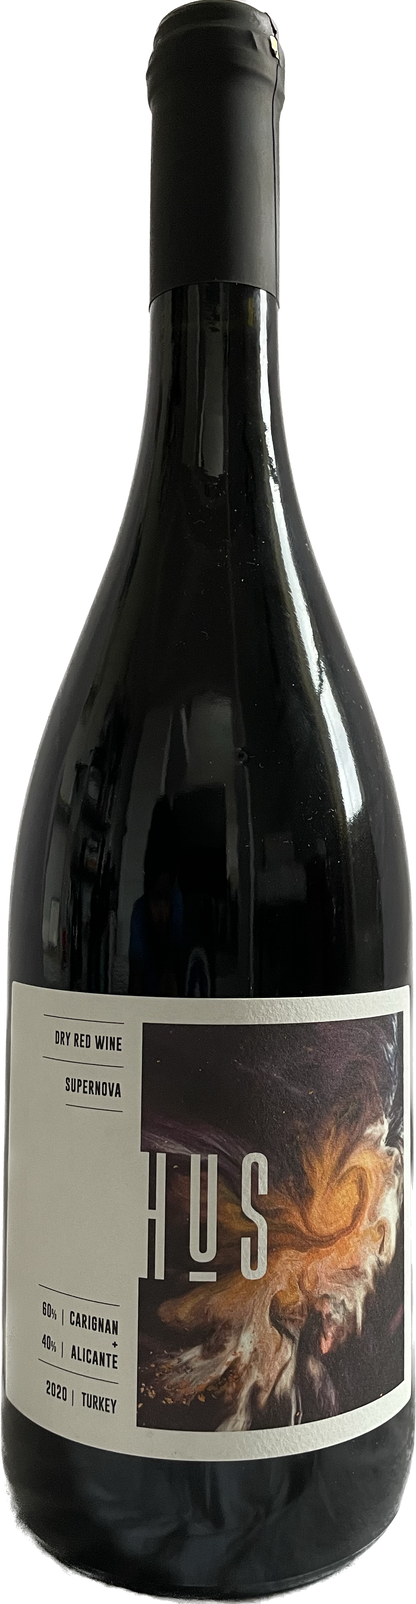 DRY RED WINE
SUPERNOVA
HUS
60% | CARIGNAN
+
40% | ALICANTE
2020 | TURKEY